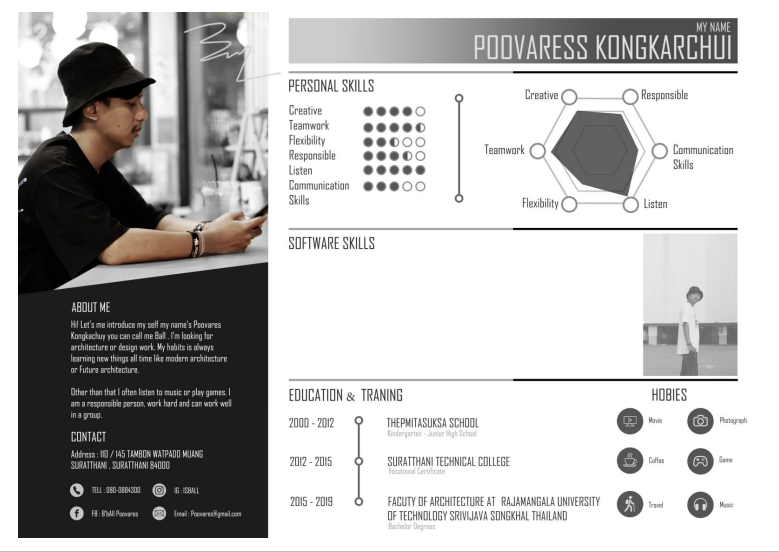 ABOUT ME
Hi! Let's me introduce my self my name's Poovares
Kongkachuy you can call me Ball . I'm looking for
architecture or design work. My habits is always
learning new things all time like modern architecture
or Future architecture.
Other than that I often listen to music or play games. I
am a responsible person, work hard and can work well
in a group.
CONTACT
Address : 110 / 145 TAMBON WATPADO MUANG
SURATTHANI , SURATTHANI 84000
TELL : 080-0884300
IG : ISBALL
FB : B'bAll Poovares
Email : Poovares@gmail.com
MY NAME
POOVARESS KONGKARCHUI
PERSONAL SKILLS
Creative
Teamwork
Flexibility
Responsible
Listen
Communication
Skills
Creative
Responsible
Teamwork
Communication
Skills
Flexibility
Listen
SOFTWARE SKILLS
EDUCATION & TRANING
2000 - 2012
THEPMITASUKSA SCHOOL
Kindergarten - Junior High School
2012 - 2015
SURATTHANI TECHNICAL COLLEGE
Vocational Certificate
2015 - 2019
FACUTY OF ARCHITECTURE AT RAJAMANGALA UNIVERSITY
OF TECHNOLOGY SRIVIJAVA SONGKHAL THAILAND
Bachelor Degrees
HOBIES
Movie
Photograph
Coffee
Game
Travel
Music